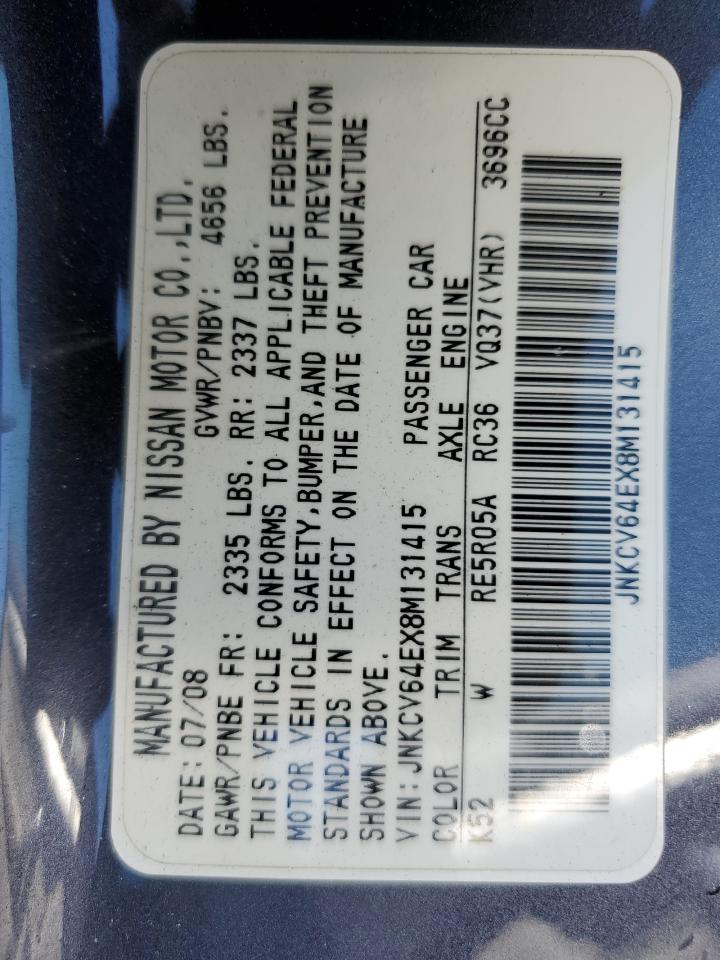 MANUFACTURED BY NISSAN MOTOR CO.,LTD.
DATE: 07/08 GVWR/PNBV: 4656 LBS.
GAWR/PNBE FR: 2335 LBS. RR: 2337 LBS.
THIS VEHICLE CONFORMS TO ALL APPLICABLE FEDERAL
MOTOR VEHICLE SAFETY,BUMPER,AND THEFT PREVENTION
STANDARDS IN EFFECT ON THE DATE OF MANUFACTURE
SHOWN ABOVE.
VIN:JNKCV64EX8M131415 PASSENGER CAR
COLOR TRIM TRANS AXLE ENGINE
K52 W RE5R05A RC36 VQ37(VHR) 3696CC
JNKCV64EX8M131415